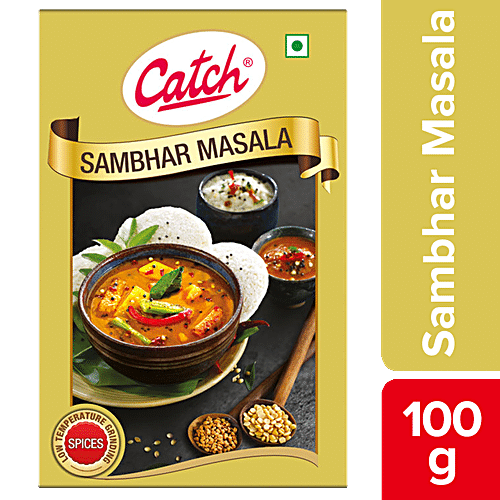 Catch®
SAMBHAR MASALA
LOW TEMPERATURE GRINDING
SPICES
Sambhar Masala
100
g